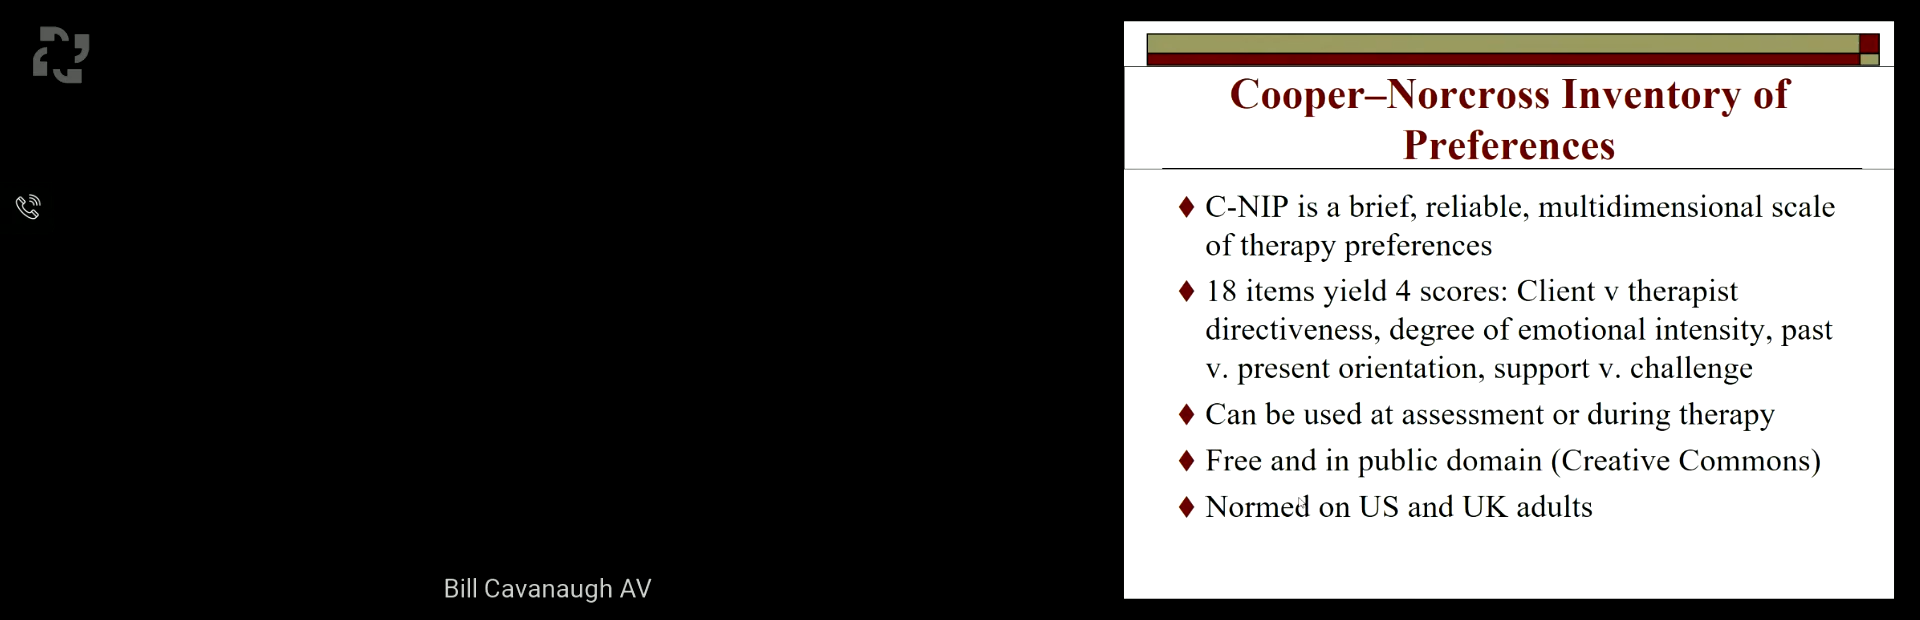 Cooper–Norcross Inventory of
Preferences
C-NIP is a brief, reliable, multidimensional scale
of therapy preferences
18 items yield 4 scores: Client v therapist
directiveness, degree of emotional intensity, past
v. present orientation, support v. challenge
Can be used at assessment or during therapy
Free and in public domain (Creative Commons)
Normed on US and UK adults
Bill Cavanaugh AV